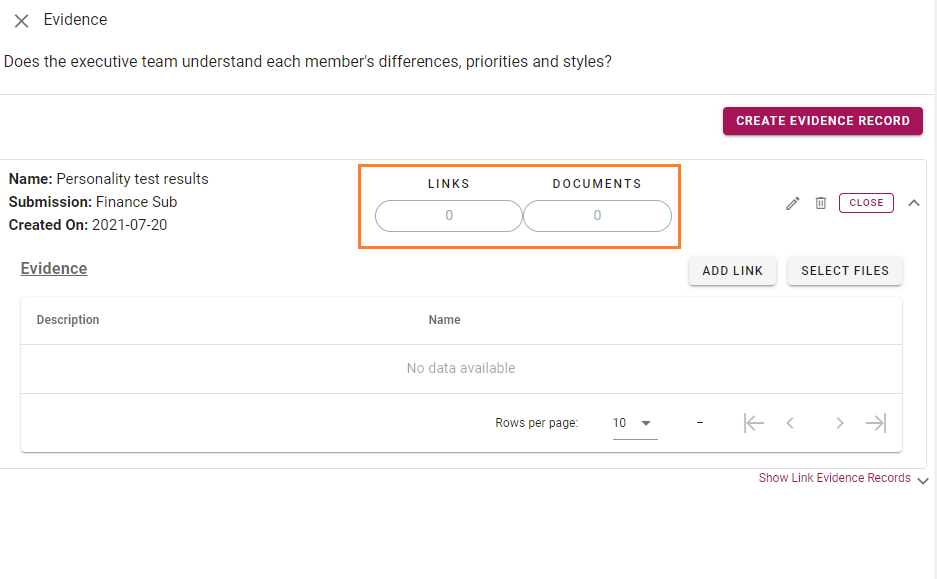 Evidence
Does the executive team understand each member's differences, priorities and styles?
CREATE EVIDENCE RECORD
Name: Personality test results
Submission: Finance Sub
Created On: 2021-07-20
LINKS DOCUMENTS
0 0
CLOSE
Evidence
ADD LINK SELECT FILES
Description Name
No data available
Rows per page: 10 –
Show Link Evidence Records